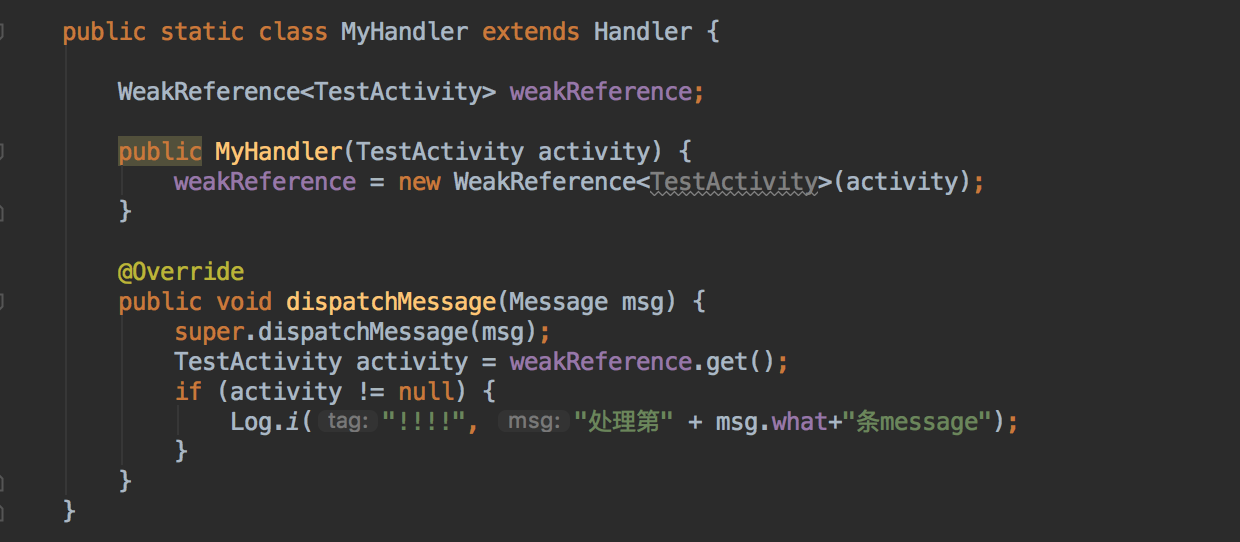 public static class MyHandler extends Handler {
WeakReference<TestActivity> weakReference;
public MyHandler(TestActivity activity) {
weakReference = new WeakReference<TestActivity>(activity);
}
@Override
public void dispatchMessage(Message msg) {
super.dispatchMessage(msg);
TestActivity activity = weakReference.get();
if (activity != null) {
Log.i( tag: "!!!!", msg: "处理第" + msg.what+"条message");
}
}
}